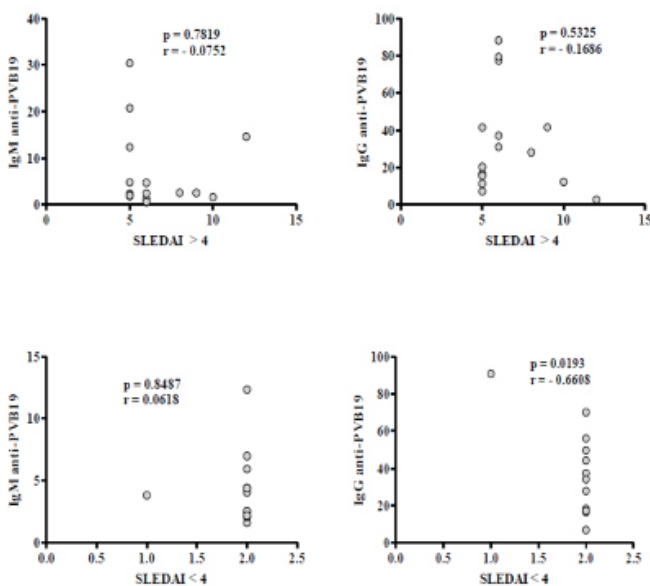 p = 0.7819
r = - 0.0752
IgM anti-PVB19
40
30
20
10
0
0
5
10
15
SLEDAI > 4
p = 0.5325
r = - 0.1686
IgG anti-PVB19
100
80
60
40
20
0
0
5
10
15
SLEDAI > 4
p = 0.8487
r = 0.0618
IgM anti-PVB19
15
10
5
0
0.0
0.5
1.0
1.5
2.0
2.5
SLEDAI < 4
p = 0.0193
r = - 0.6608
IgG anti-PVB19
100
80
60
40
20
0
0.0
0.5
1.0
1.5
2.0
2.5
SLEDAI < 4